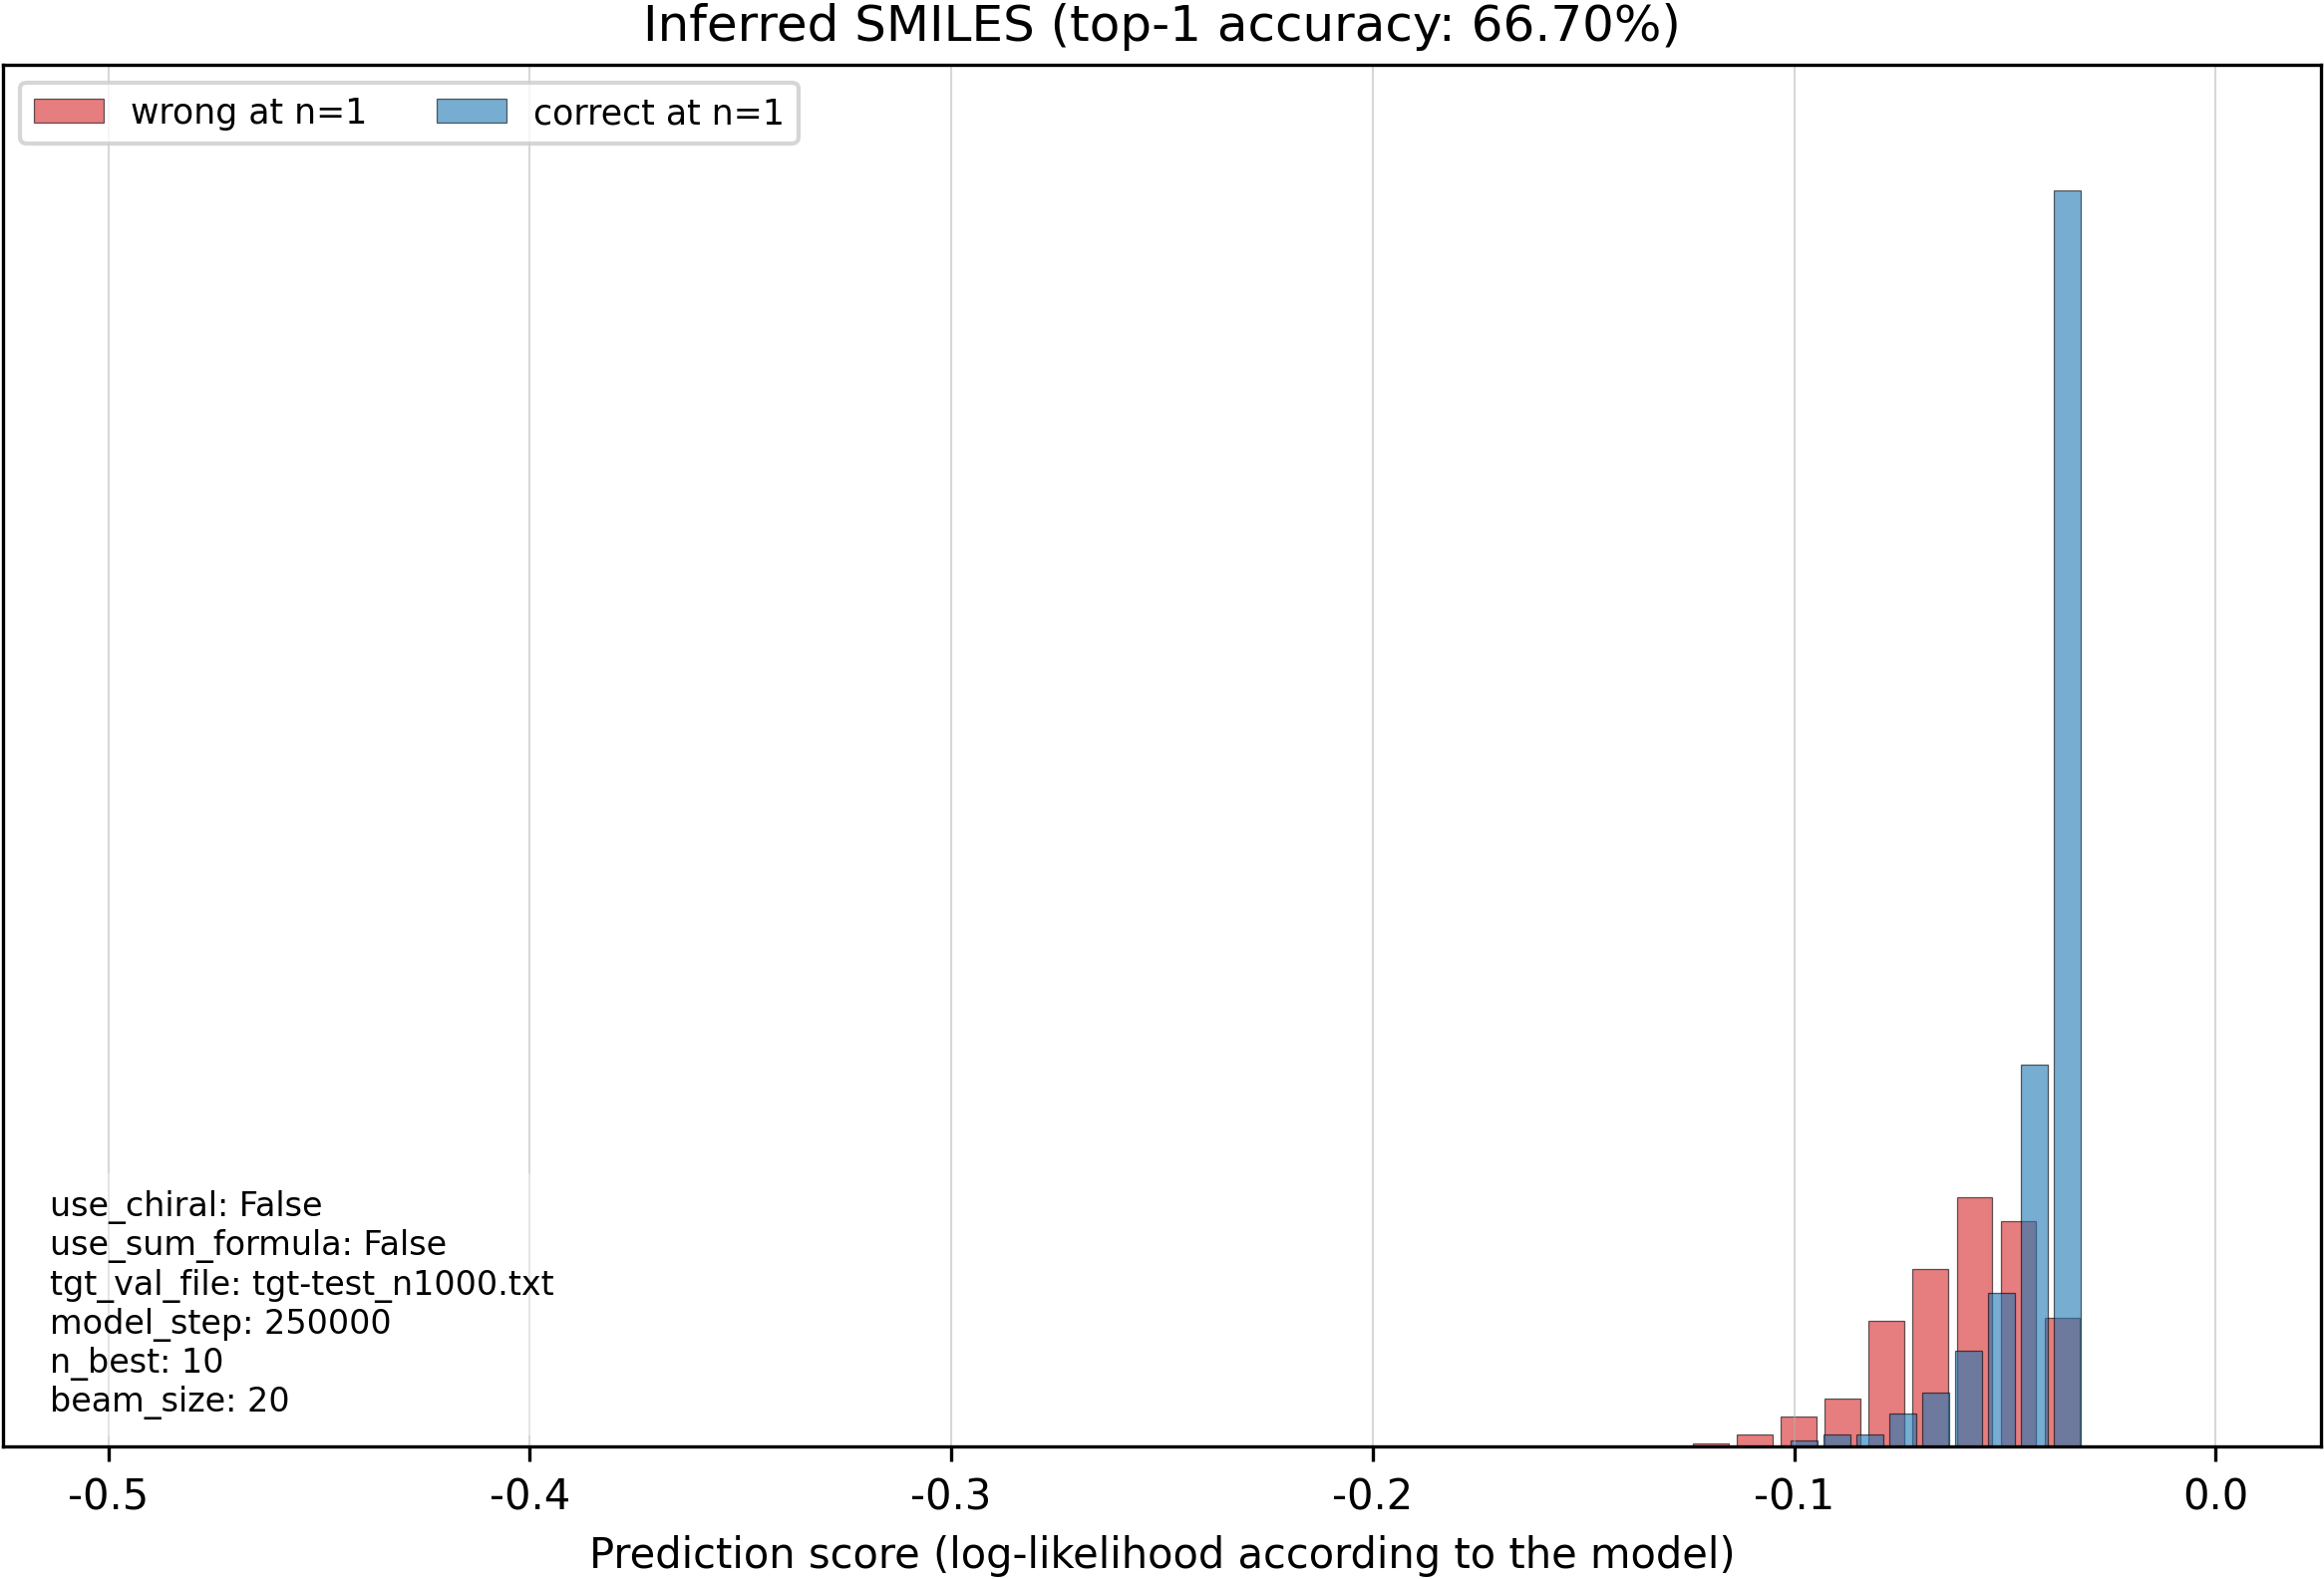 Inferred SMILES (top-1 accuracy: 66.70%)
wrong at n=1
correct at n=1
use_chiral: False
use_sum_formula: False
tgt_val_file: tgt-test_n1000.txt
model_step: 250000
n_best: 10
beam_size: 20
-0.5
-0.4
-0.3
-0.2
-0.1
0.0
Prediction score (log-likelihood according to the model)